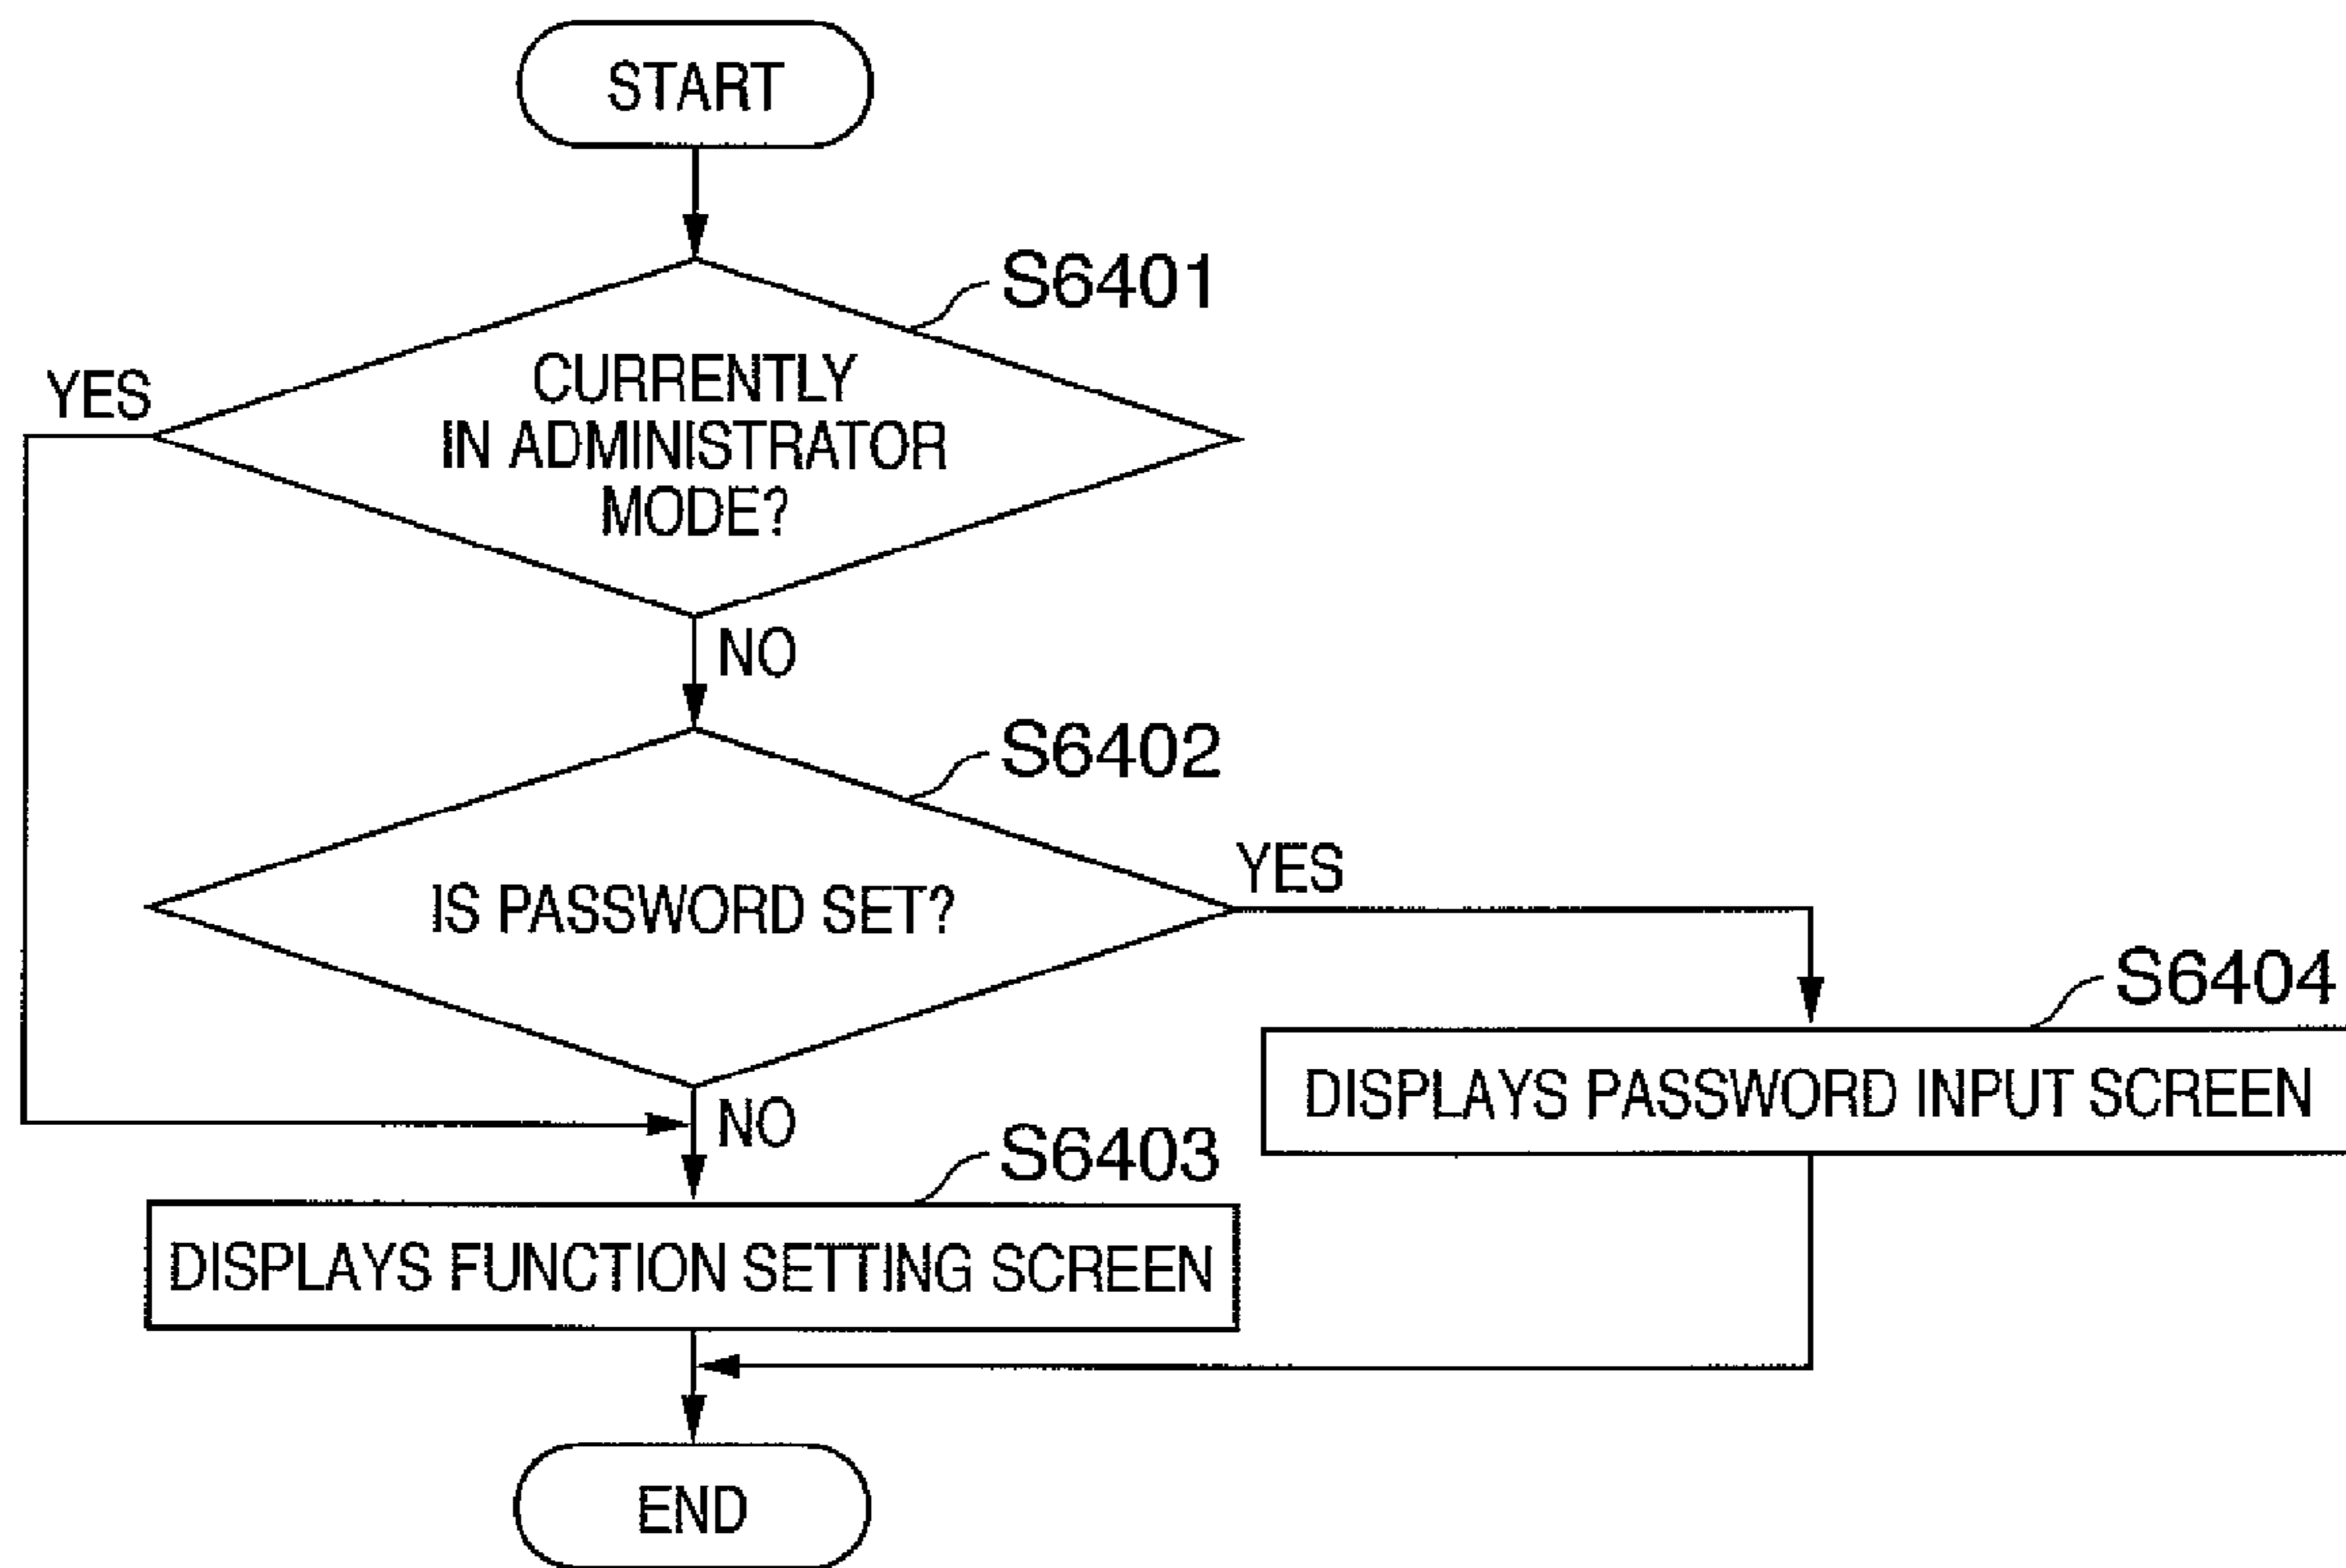 START
S6401
CURRENTLY
IN ADMINISTRATOR
MODE?
YES
NO
S6402
IS PASSWORD SET?
YES
NO
S6404
DISPLAYS PASSWORD INPUT SCREEN
S6403
DISPLAYS FUNCTION SETTING SCREEN
END